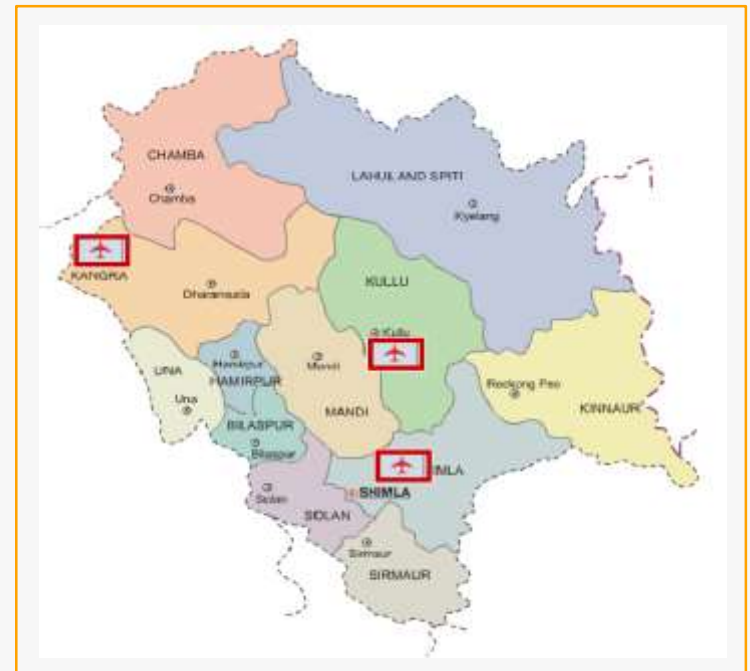 CHAMBA
Chamba
LAHUL AND SPITI
Kyelang
KANGRA
Dharamsala
KULLU
Kullu
UNA
Una
Hamirpur
HAMIRPUR
Mandi
MANDI
Reckong Peo
KINNAUR
BILASPUR
Bilaspur
IMLA
SHIMLA
Solan
SOLAN
Sirmaur
SIRMAUR